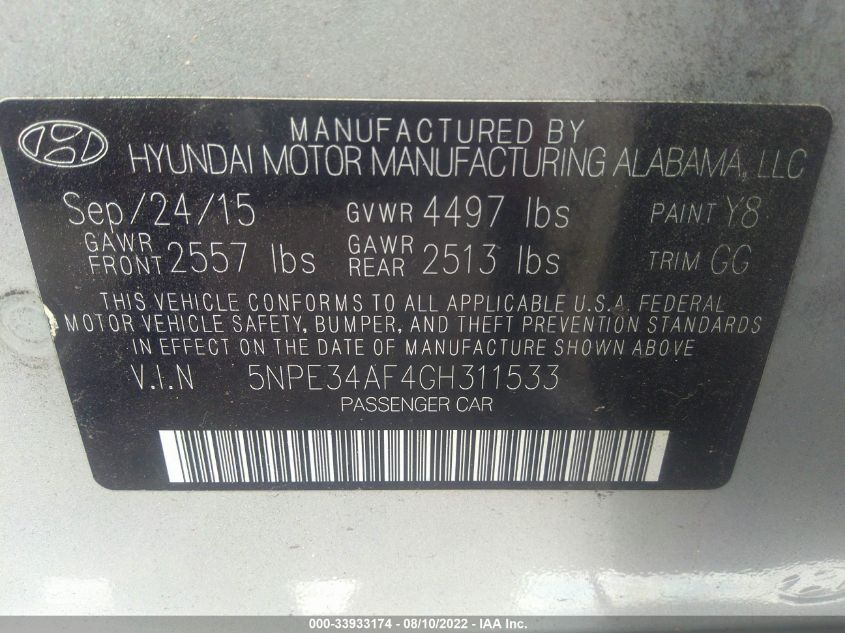 MANUFACTURED BY
HYUNDAI MOTOR MANUFACTURING ALABAMA, LLC
Sep/24/15 GVWR 4497 lbs PAINT Y8
GAWR FRONT 2557 lbs GAWR REAR 2513 lbs TRIM GG
THIS VEHICLE CONFORMS TO ALL APPLICABLE U.S.A. FEDERAL
MOTOR VEHICLE SAFETY, BUMPER, AND THEFT PREVENTION STANDARDS
IN EFFECT ON THE DATE OF MANUFACTURE SHOWN ABOVE
V.I.N 5NPE34AF4GH311533
PASSENGER CAR
000-33933174 - 08/10/2022 - IAA Inc.